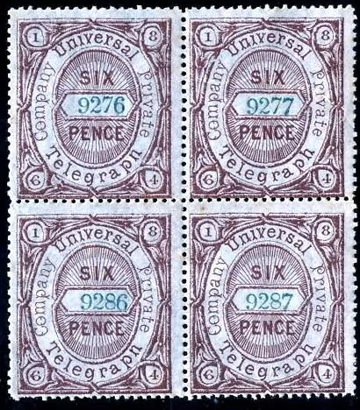 1 8
Universal Private Telegraph Company
SIX
9276
PENCE
6 4
1 8
Universal Private Telegraph Company
SIX
9277
PENCE
6 4
1 8
Universal Private Telegraph Company
SIX
9286
PENCE
6 4
1 8
Universal Private Telegraph Company
SIX
9287
PENCE
6 4